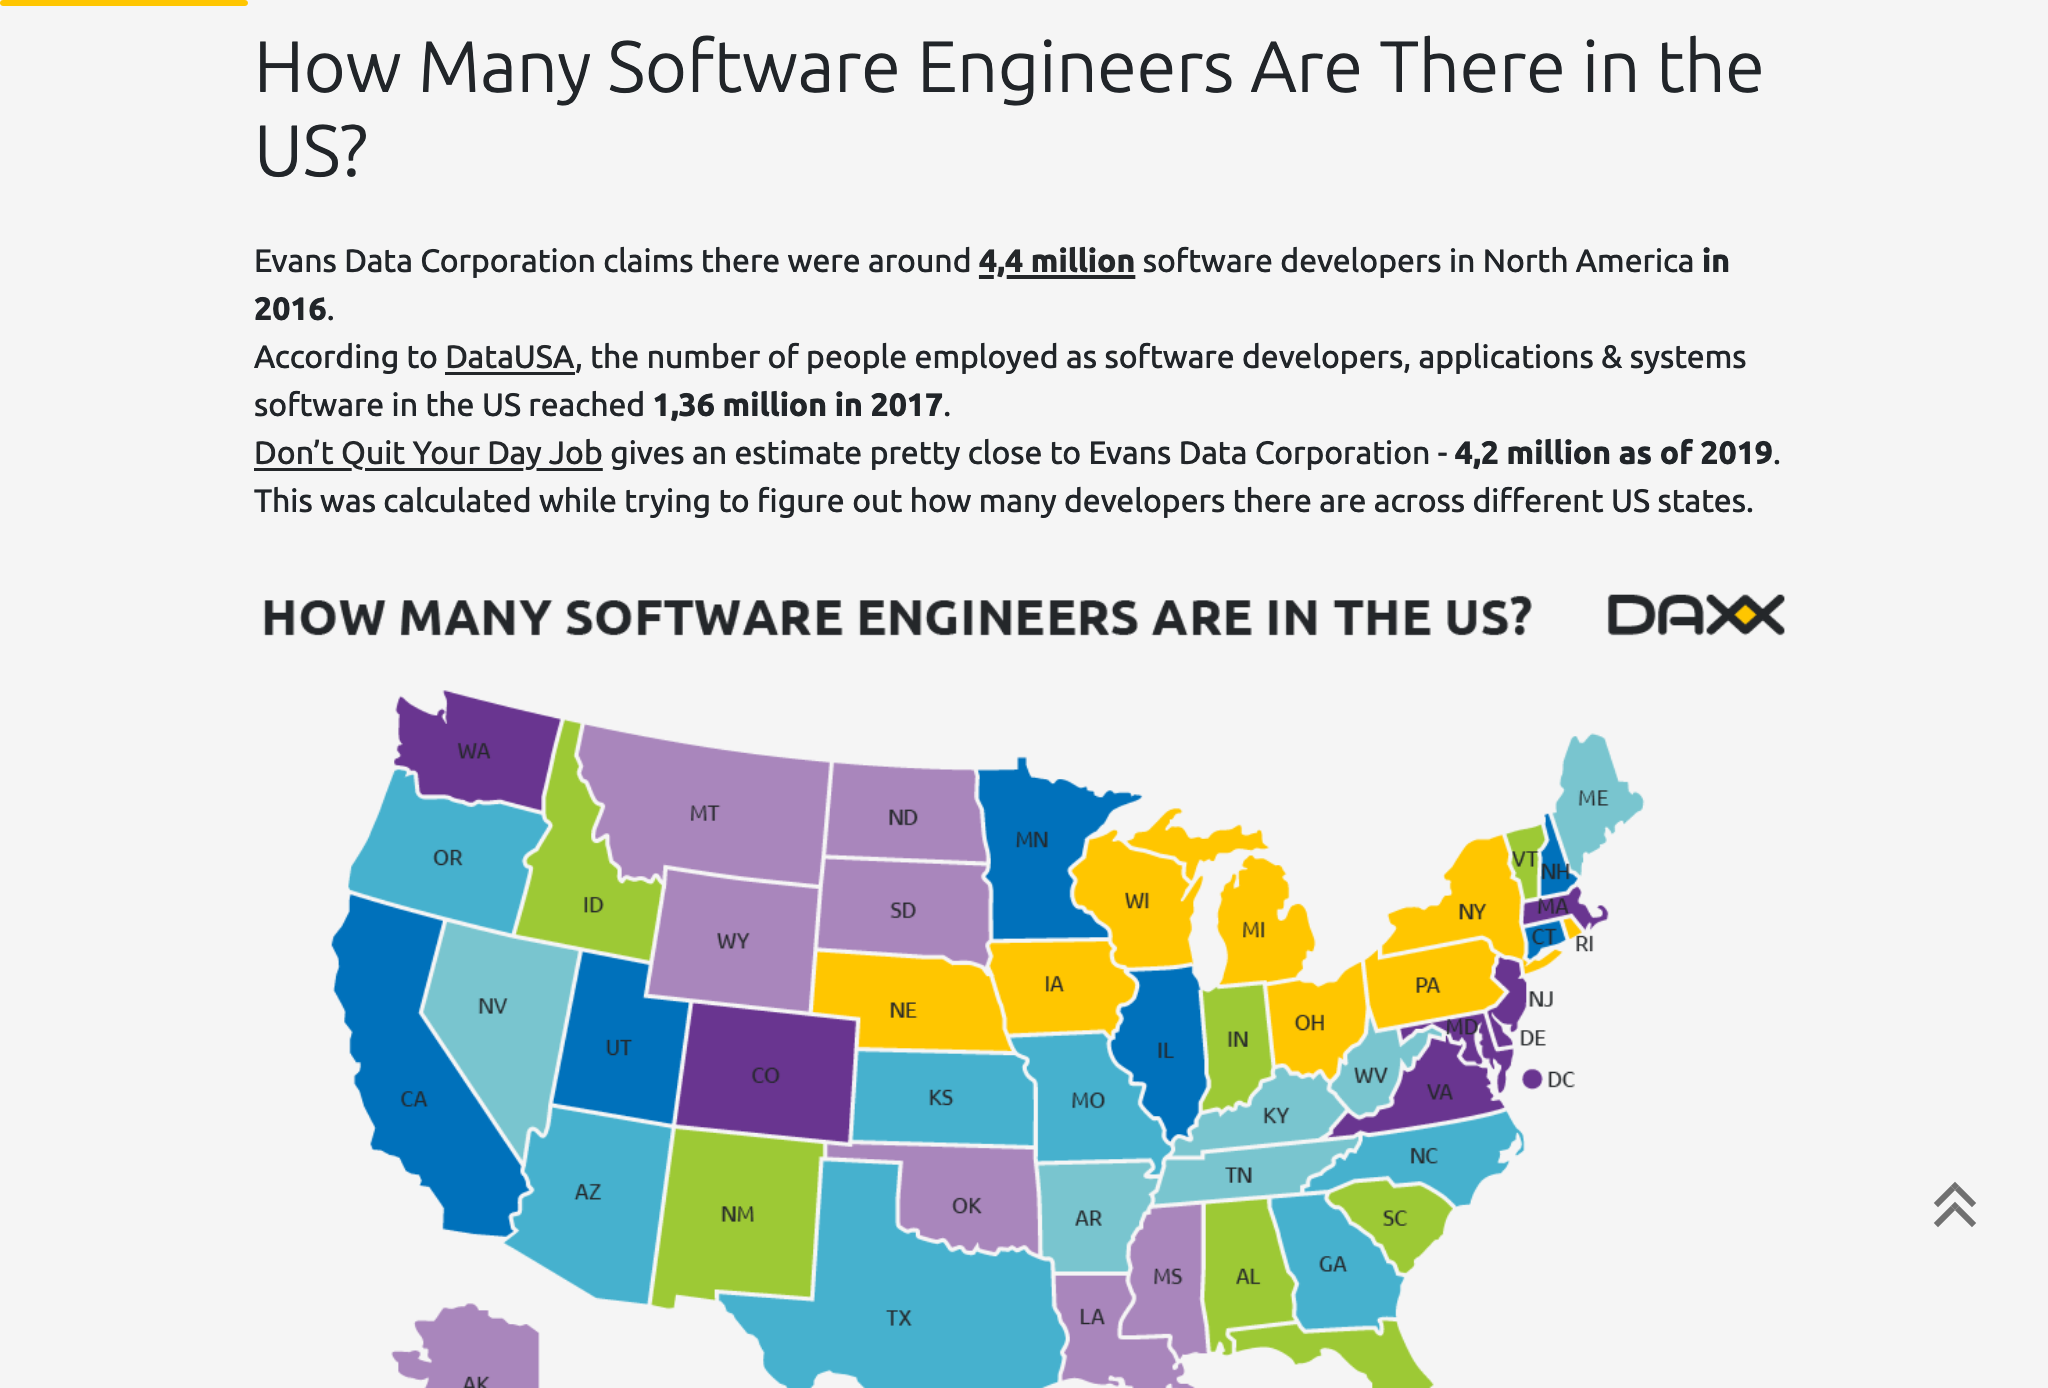 How Many Software Engineers Are There in the
US?
Evans Data Corporation claims there were around 4,4 million software developers in North America in
2016.
According to DataUSA, the number of people employed as software developers, applications & systems
software in the US reached 1,36 million in 2017.
Don’t Quit Your Day Job gives an estimate pretty close to Evans Data Corporation - 4,2 million as of 2019.
This was calculated while trying to figure out how many developers there are across different US states.
HOW MANY SOFTWARE ENGINEERS ARE IN THE US? DAXX
WA
ME
MT
ND
MN
OR
VT
NH
ID
SD
WI
NY
MA
MI
WY
CT
RI
IA
PA
NV
NE
NJ
OH
MD
IN
DE
UT
IL
CO
WV
DC
CA
KS
MO
VA
KY
NC
TN
AZ
NM
OK
AR
SC
GA
MS
AL
TX
LA
AK